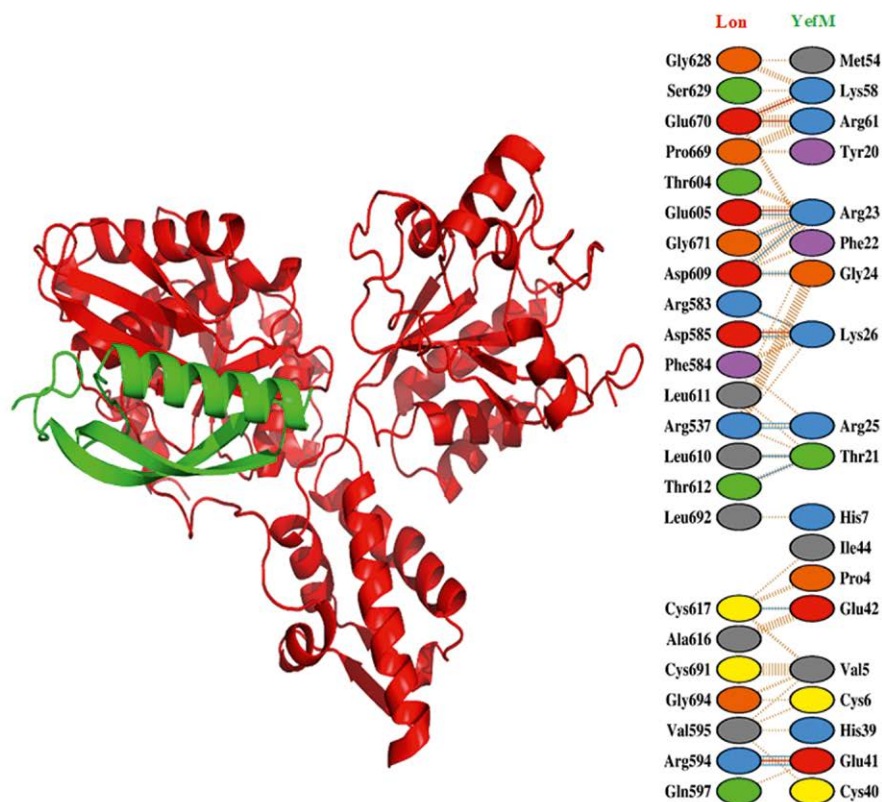 Lon YefM
Gly628 Met54
Ser629 Lys58
Glu670 Arg61
Pro669 Tyr20
Thr604
Glu605 Arg23
Gly671 Phe22
Asp609 Gly24
Arg583
Asp585 Lys26
Phe584
Leu611
Arg537 Arg25
Leu610 Thr21
Thr612
Leu692 His7
Ile44
Pro4
Cys617 Glu42
Ala616
Cys691 Val5
Gly694 Cys6
Val595 His39
Arg594 Glu41
Gln597 Cys40